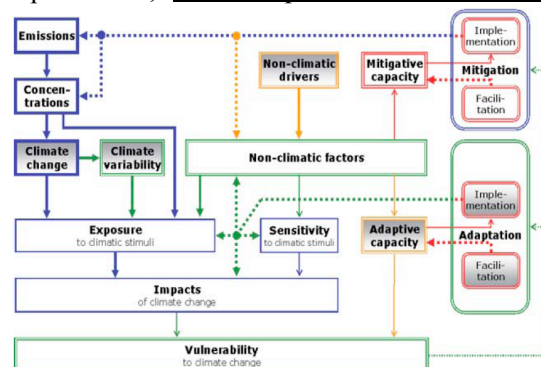 Emissions
Imple-
mentation
Non-climatic
drivers
Mitigative
capacity
Mitigation
Concen-
trations
Facili-
tation
Climate
change
Climate
variability
Non-climatic factors
Imple-
mentation
Exposure
to climatic stimuli
Sensitivity
to climatic stimuli
Adaptive
capacity
Adaptation
Facili-
tation
Impacts
of climate change
Vulnerability
to climate change